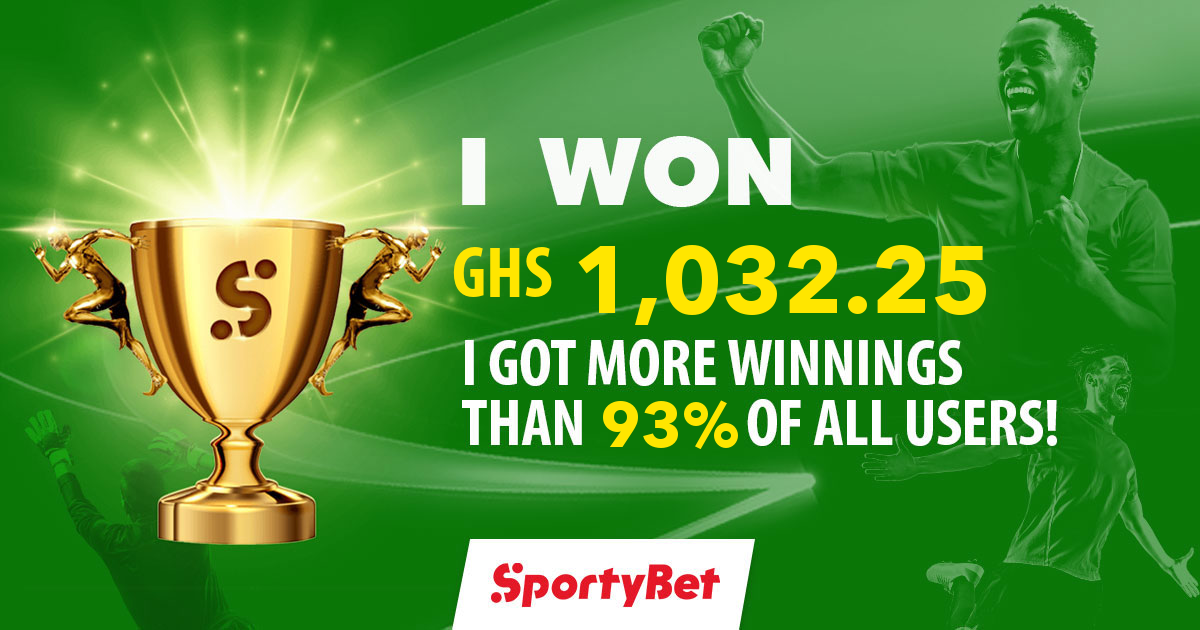 I WON
GHS 1,032.25
I GOT MORE WINNINGS
THAN 93% OF ALL USERS!
SportyBet